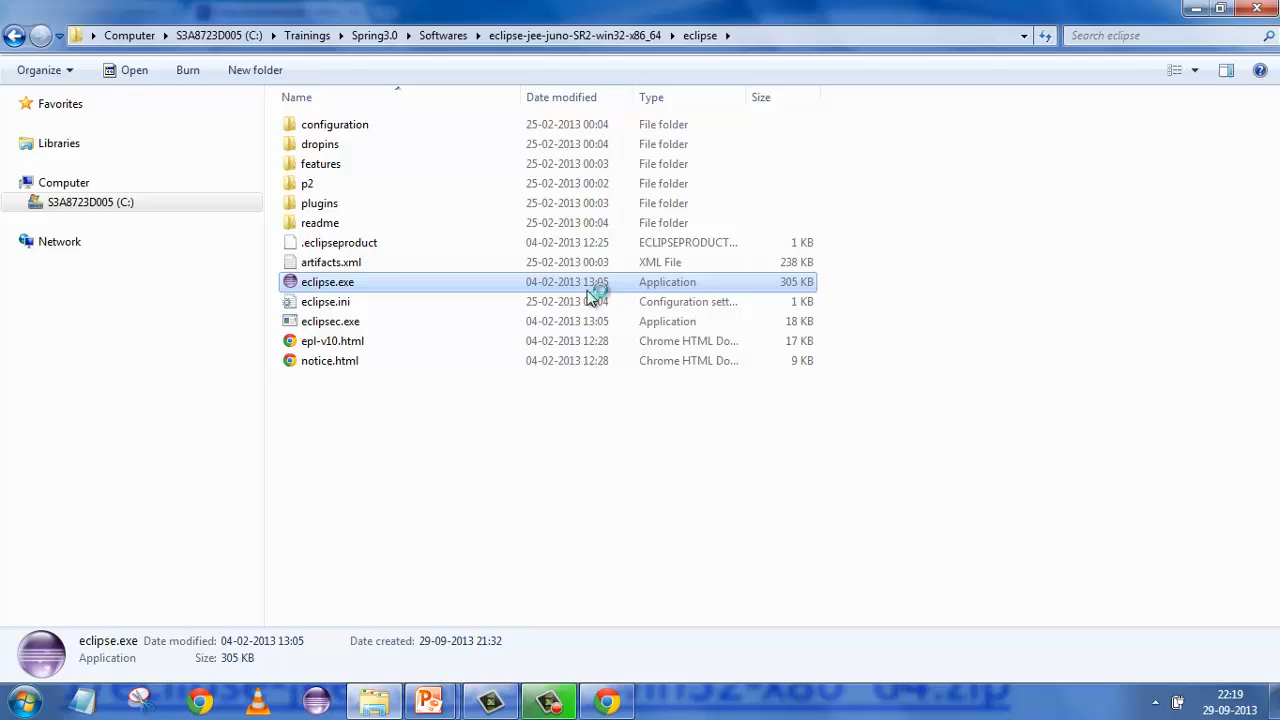 Computer S3A8723D005 (C:) Trainings Spring3.0 Softwares eclipse-jee-juno-SR2-win32-x86_64 eclipse Search eclipse
Organize Open Burn New folder
Name Date modified Type Size
Favorites
Libraries
Computer
S3A8723D005 (C:)
Network
configuration 25-02-2013 00:04 File folder
dropins 25-02-2013 00:04 File folder
features 25-02-2013 00:03 File folder
p2 25-02-2013 00:02 File folder
plugins 25-02-2013 00:03 File folder
readme 25-02-2013 00:04 File folder
.eclipseproduct 04-02-2013 12:25 ECLIPSEPRODUCT... 1 KB
artifacts.xml 25-02-2013 00:03 XML File 238 KB
eclipse.exe 04-02-2013 13:05 Application 305 KB
eclipse.ini 25-02-2013 Configuration sett... 1 KB
eclipsec.exe 04-02-2013 13:05 Application 18 KB
epl-v10.html 04-02-2013 12:28 Chrome HTML Do... 17 KB
notice.html 04-02-2013 12:28 Chrome HTML Do... 9 KB
eclipse.exe Date modified: 04-02-2013 13:05 Date created: 29-09-2013 21:32
Application Size: 305 KB
22:19
29-09-2013